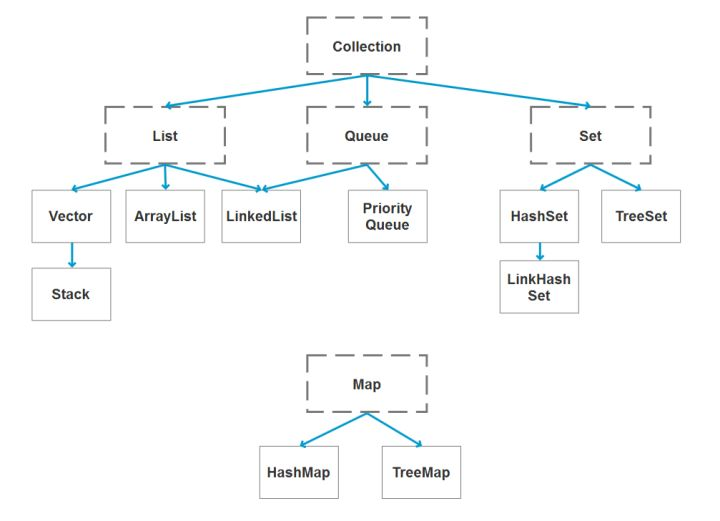 Collection
List
Queue
Set
Vector
ArrayList
LinkedList
Priority
Queue
HashSet
TreeSet
Stack
LinkHash
Set
Map
HashMap
TreeMap